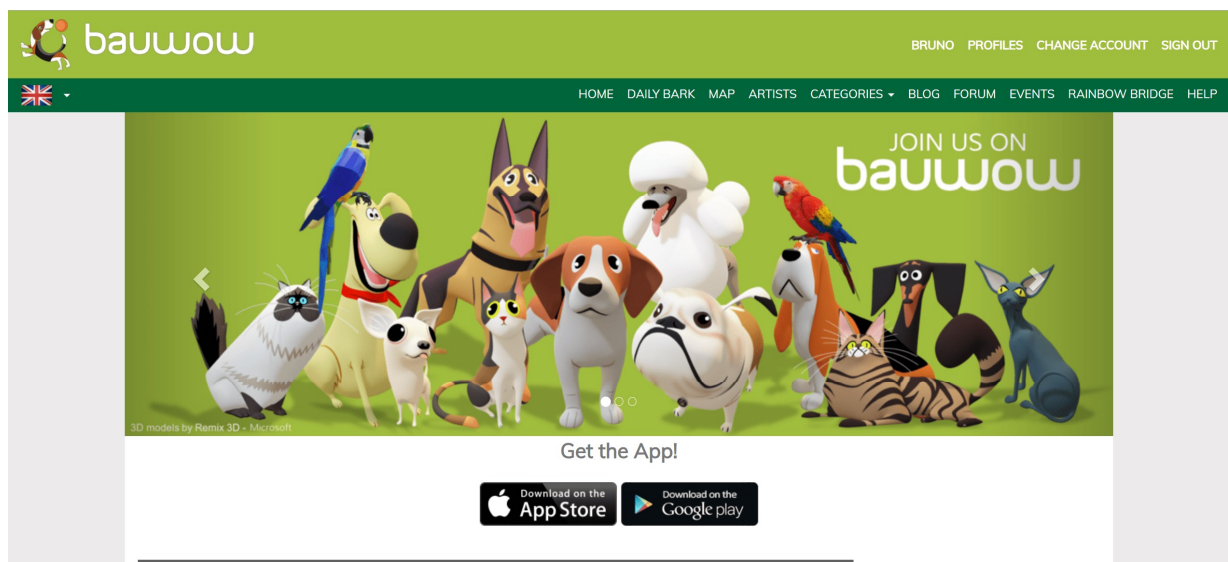 bauwow
BRUNO PROFILES CHANGE ACCOUNT SIGN OUT
HOME DAILY BARK MAP ARTISTS CATEGORIES BLOG FORUM EVENTS RAINBOW BRIDGE HELP
JOIN US ON
bauwow
3D models by Remix 3D - Microsoft
Get the App!
Download on the
App Store
Download on the
Google play